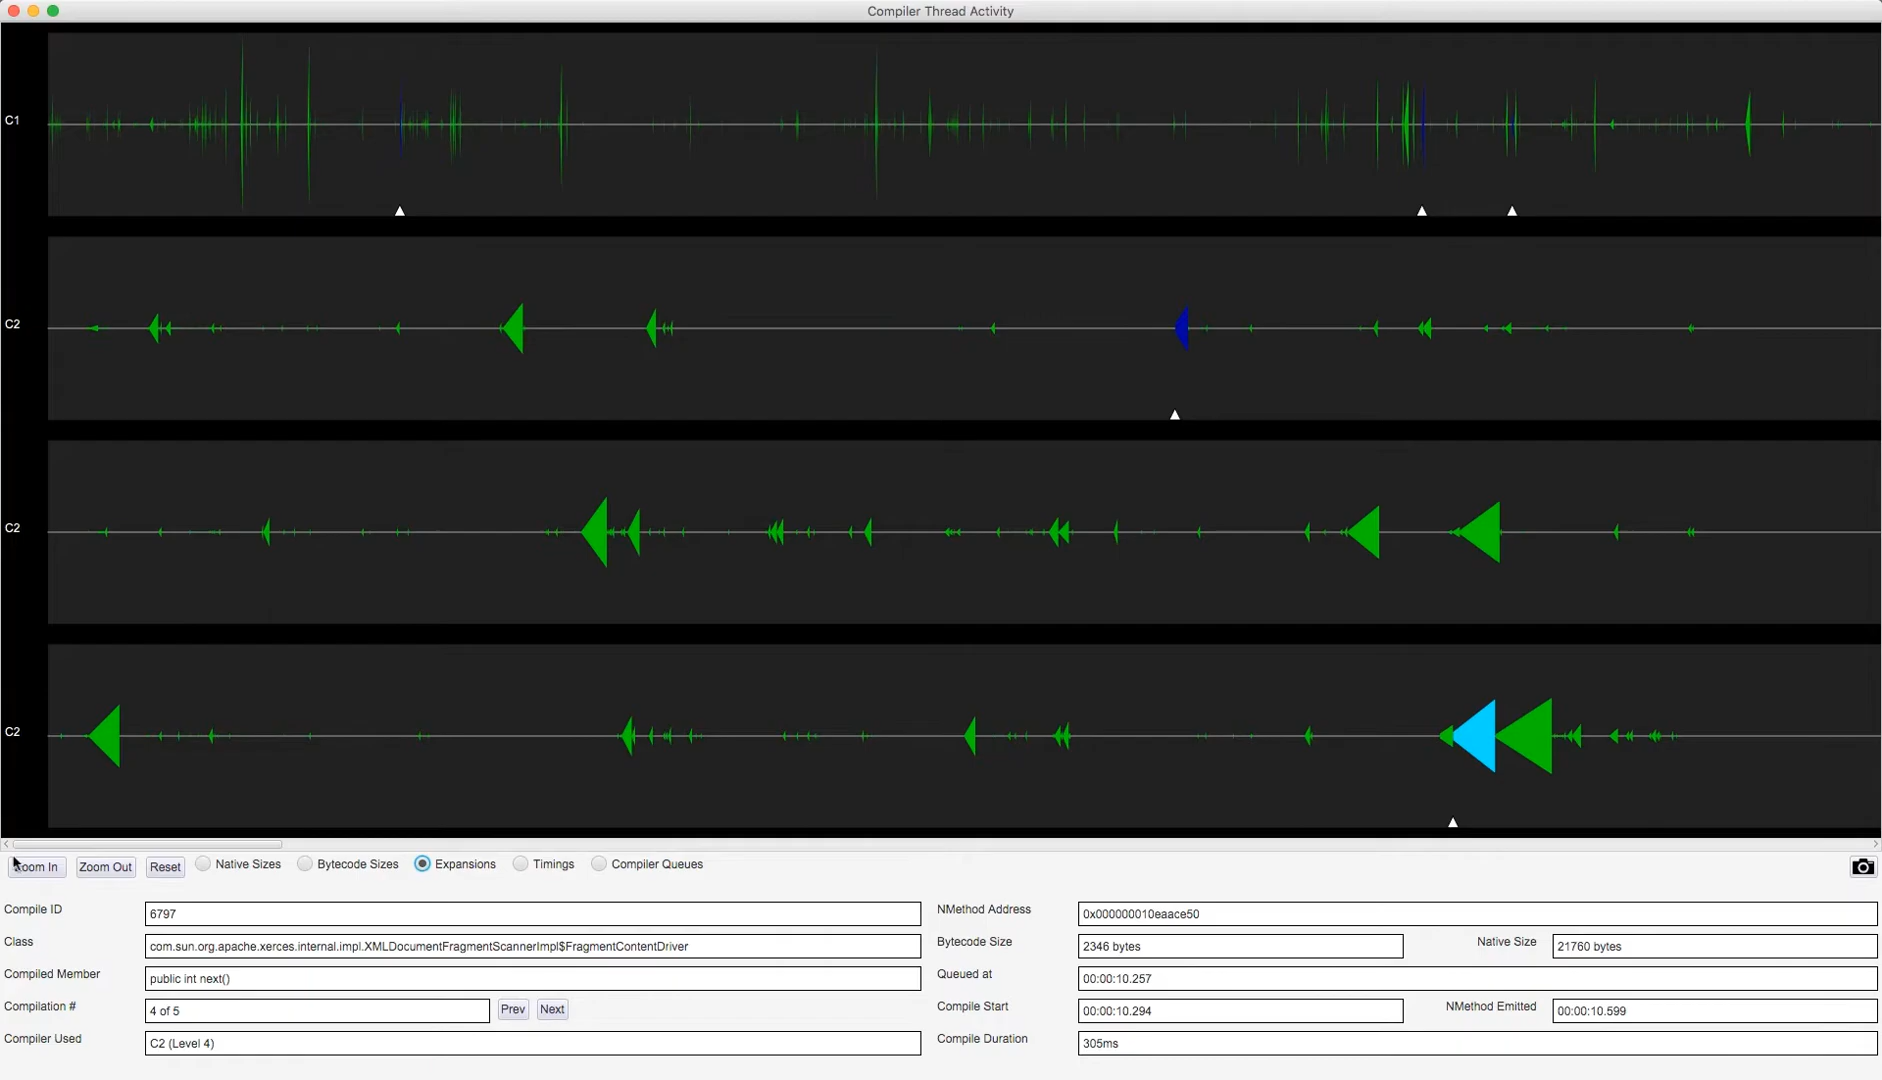 Compiler Thread Activity
C1
C2
C2
C2
Zoom Out Reset Native Sizes Bytecode Sizes Expansions Timings Compiler Queues
Compile ID 6797 NMethod Address 0x000000010eaace50
Class com.sun.org.apache.xerces.internal.impl.XMLDocumentFragmentScannerImpl$FragmentContentDriver Bytecode Size 2346 bytes Native Size 21760 bytes
Compiled Member public int next() Queued at 00:00:10.257
Compilation # 4 of 5 Prev Next Compile Start 00:00:10.294 NMethod Emitted 00:00:10.599
Compiler Used C2 (Level 4) Compile Duration 305ms